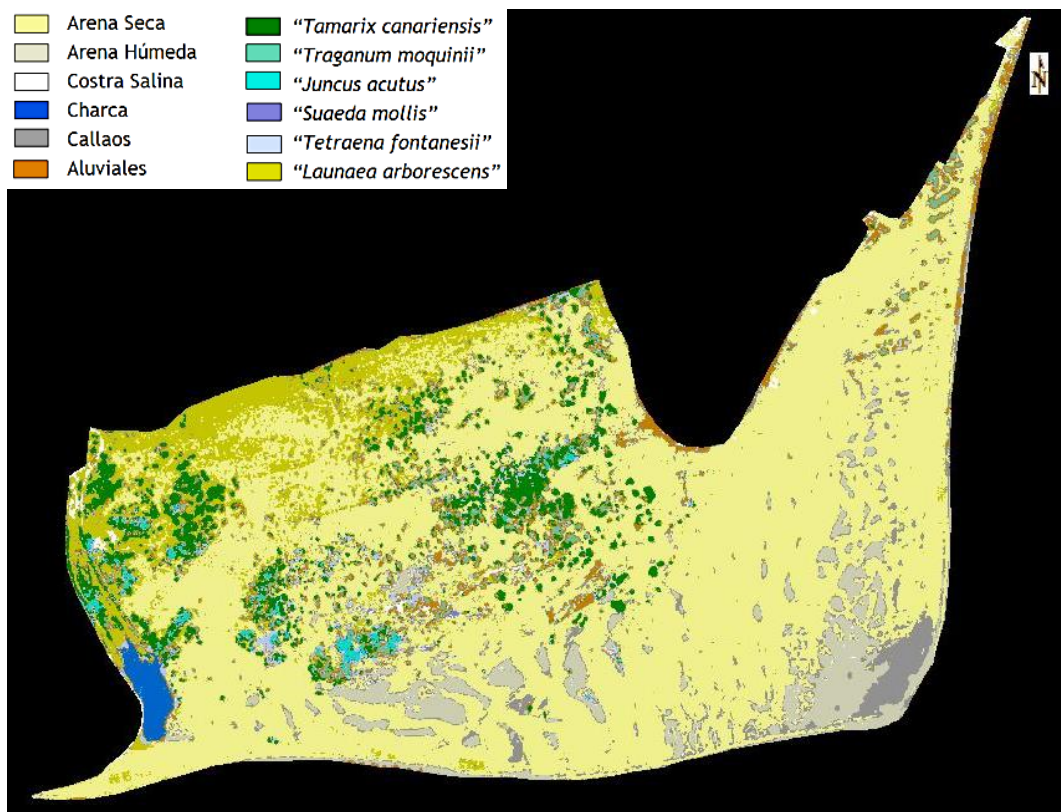 Arena Seca
Arena Húmeda
Costra Salina
Charca
Callaos
Aluviales
“Tamarix canariensis”
“Traganum moquinii”
“Juncus acutus”
“Suaeda mollis”
“Tetraena fontanesii”
“Launaea arborescens”
N